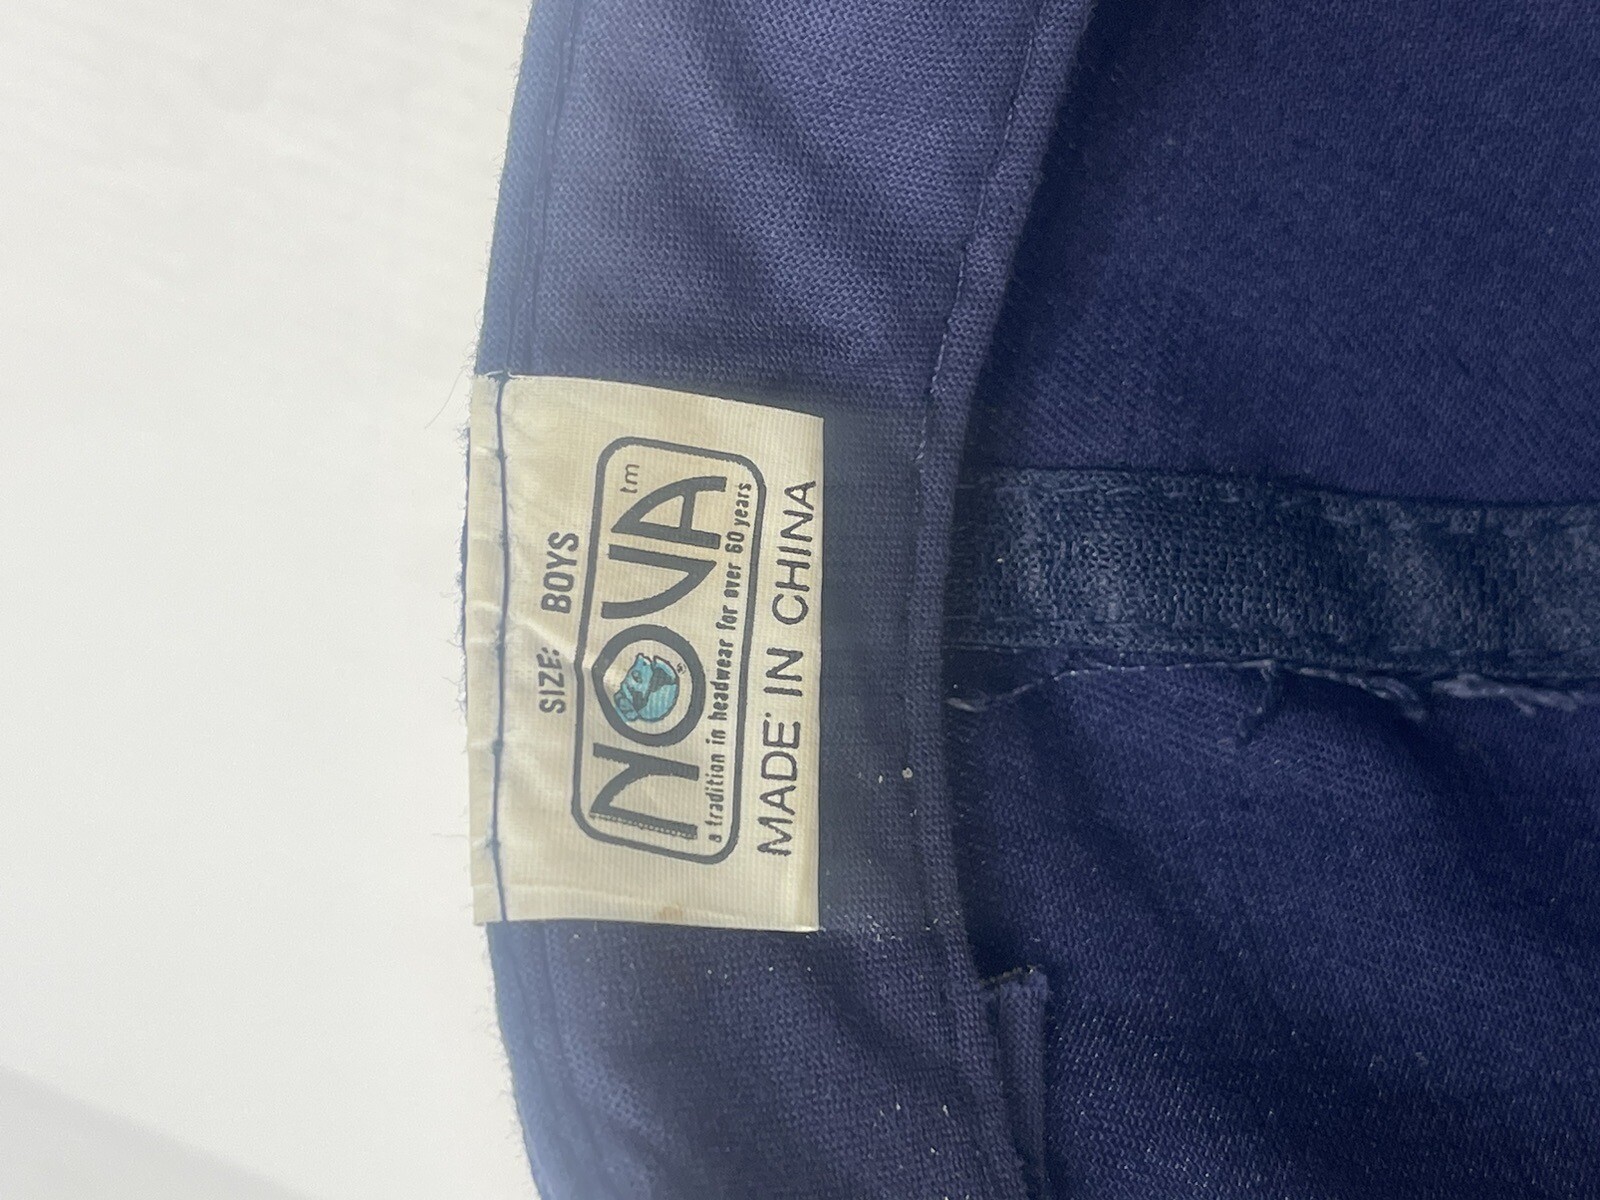 SIZE: BOYS
NOVA tm
a tradition in headwear for over 60 years
MADE IN CHINA